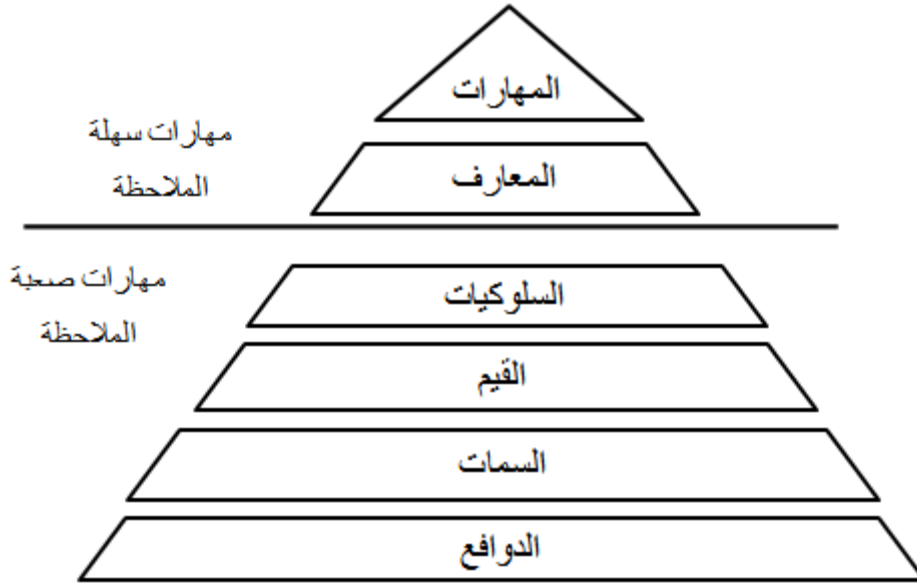 المهارات
مهارات سهلة
الملاحظة
المعارف
مهارات صعبة
الملاحظة
السلوكيات
القيم
السمات
الدوافع